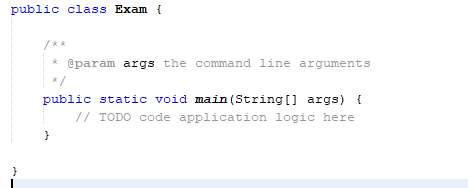 public class Exam {
/**
* @param args the command line arguments
*/
public static void main(String[] args) {
// TODO code application logic here
}
}